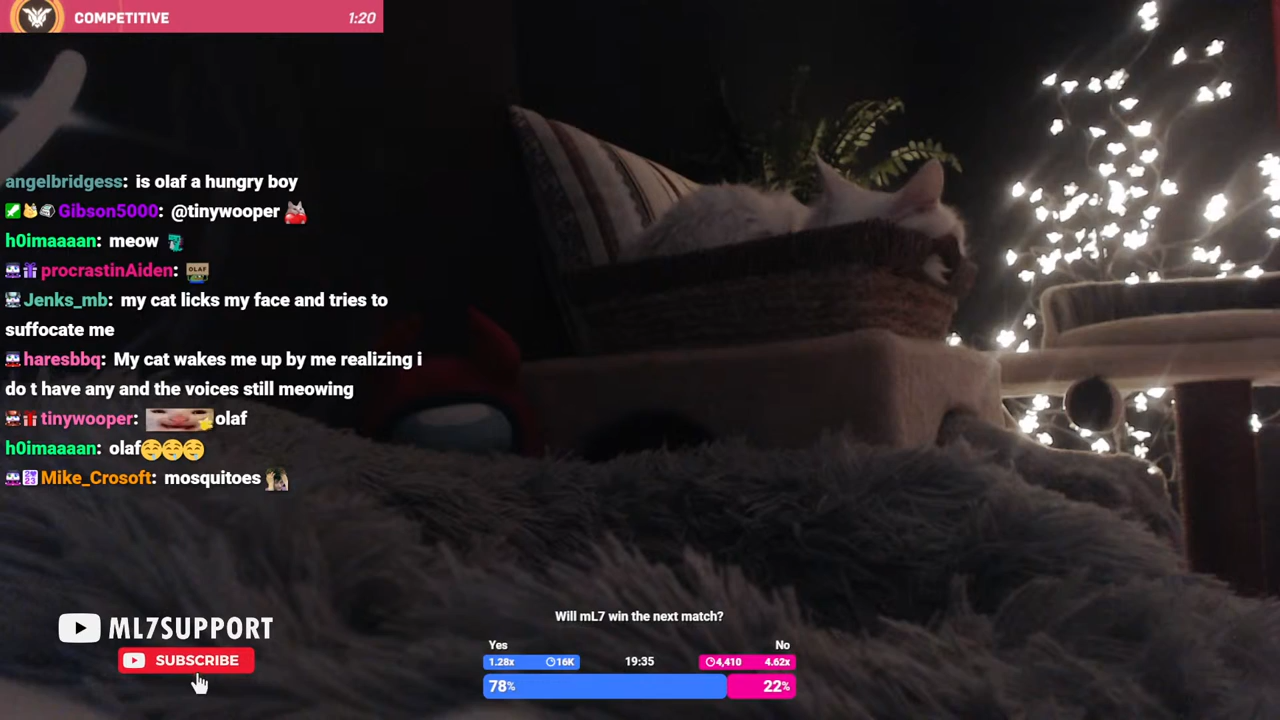 COMPETITIVE 1:20
angelbridgess: is olaf a hungry boy
Gibson5000: @tinywooper
h0imaaaan: meow
procrastinAiden: OLAF
Jenks_mb: my cat licks my face and tries to
suffocate me
haresbbq: My cat wakes me up by me realizing i
do t have any and the voices still meowing
tinywooper: olaf
h0imaaaan: olaf
Mike_Crosoft: mosquitoes
ML7SUPPORT
SUBSCRIBE
Will mL7 win the next match?
Yes No
1.28x 16K 19:35 4,410 4.62x
78% 22%